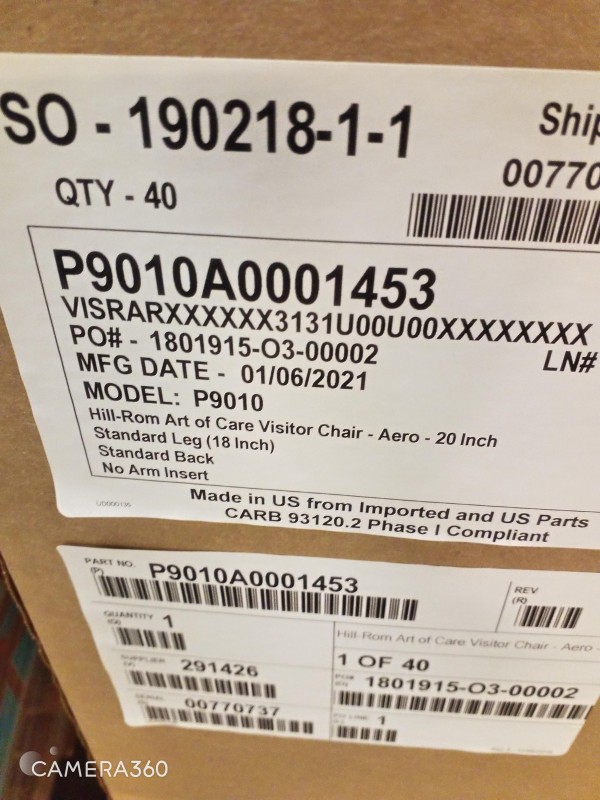 SO - 190218-1-1
Ship
00770
QTY - 40
P9010A0001453
VISRARXXXXXX3131U00U00XXXXXXXX
PO# - 1801915-O3-00002
LN#
MFG DATE - 01/06/2021
MODEL: P9010
Hill-Rom Art of Care Visitor Chair - Aero - 20 Inch
Standard Leg (18 Inch)
Standard Back
No Arm Insert
Made in US from Imported and US Parts
CARB 93120.2 Phase I Compliant
PART NO.
(P)
P9010A0001453
REV
(R)
QUANTITY
(Q)
1
Hill-Rom Art of Care Visitor Chair - Aero -
1 OF 40
SUPPLIER
(V)
291426
PO#
1801915-O3-00002
SERIAL
(S)
00770737
PO LINE
1
CAMERA360